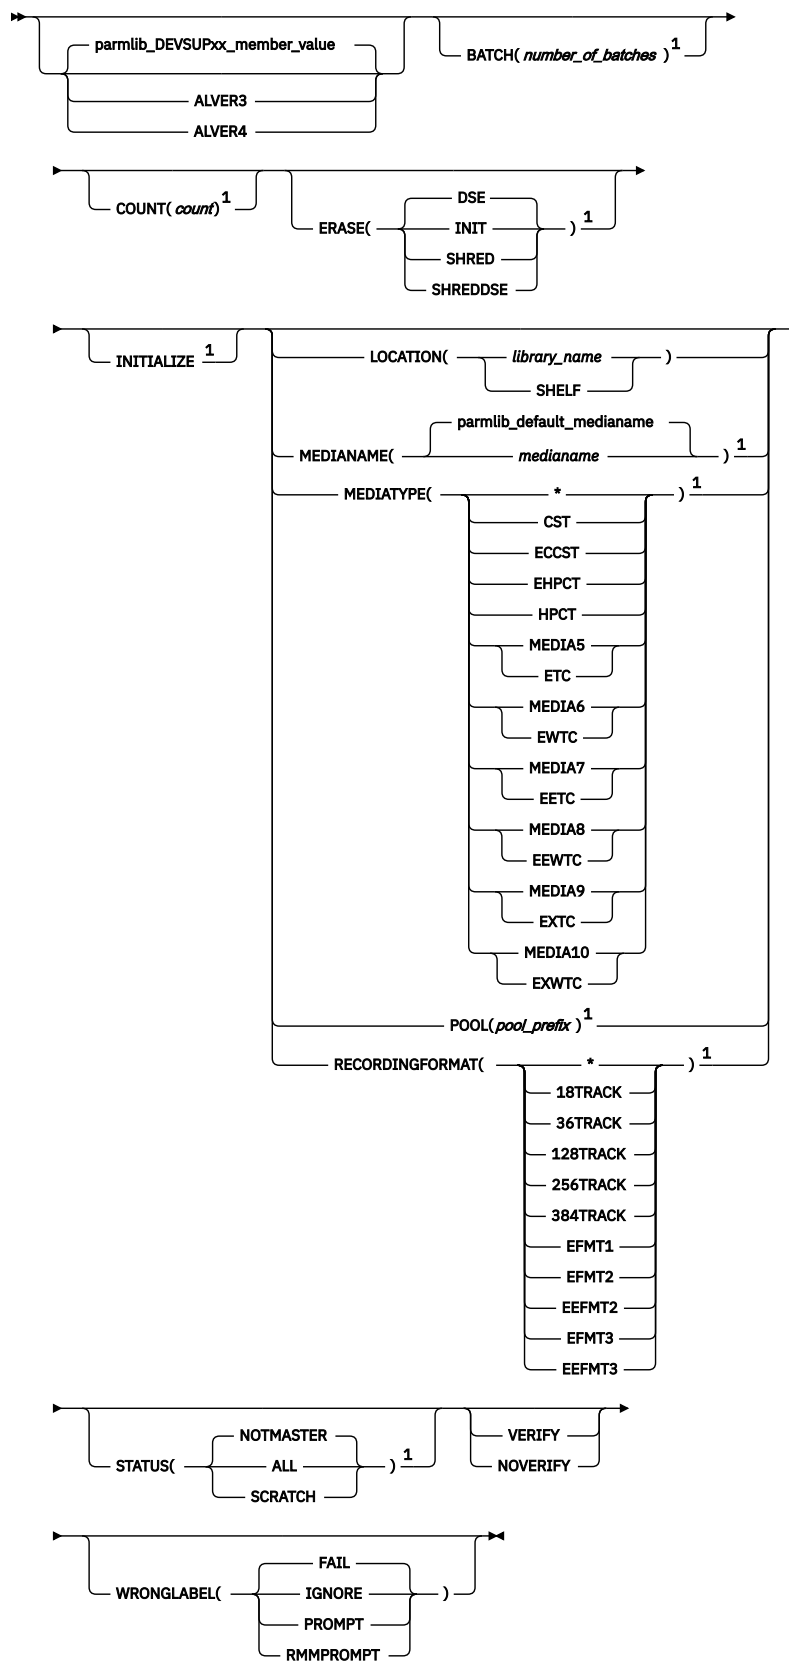 parmlib_DEVSUPxx_member_value
BATCH( number_of_batches ) 1
ALVER3
ALVER4
COUNT( count ) 1
DSE
ERASE( INIT ) 1
SHRED
SHREDDSE
INITIALIZE 1
LOCATION( library_name )
SHELF
parmlib_default_medianame
MEDIANAME( medianame ) 1
MEDIATYPE( * ) 1
CST
ECCST
EHPCT
HPCT
MEDIA5
ETC
MEDIA6
EWTC
MEDIA7
EETC
MEDIA8
EEWTC
MEDIA9
EXTC
MEDIA10
EXWTC
POOL( pool_prefix ) 1
RECORDINGFORMAT( * ) 1
18TRACK
36TRACK
128TRACK
256TRACK
384TRACK
EFMT1
EFMT2
EEFMT2
EFMT3
EEFMT3
NOTMASTER
STATUS( ALL ) 1
SCRATCH
VERIFY
NOVERIFY
FAIL
WRONGLABEL( IGNORE )
PROMPT
RMMPROMPT